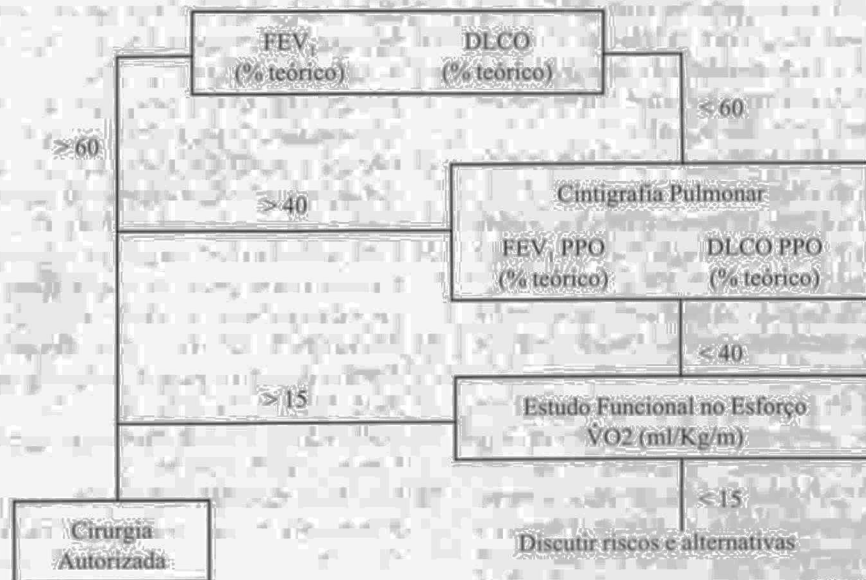 FEV₁ DLCO
(% teórico) (% teórico)
< 60
> 60
Cintigrafia Pulmonar
> 40
FEV₁ PPO DLCO PPO
(% teórico) (% teórico)
< 40
> 15
Estudo Funcional no Esforço
V̇O2 (ml/Kg/m)
< 15
Cirurgia
Autorizada
Discutir riscos e alternativas